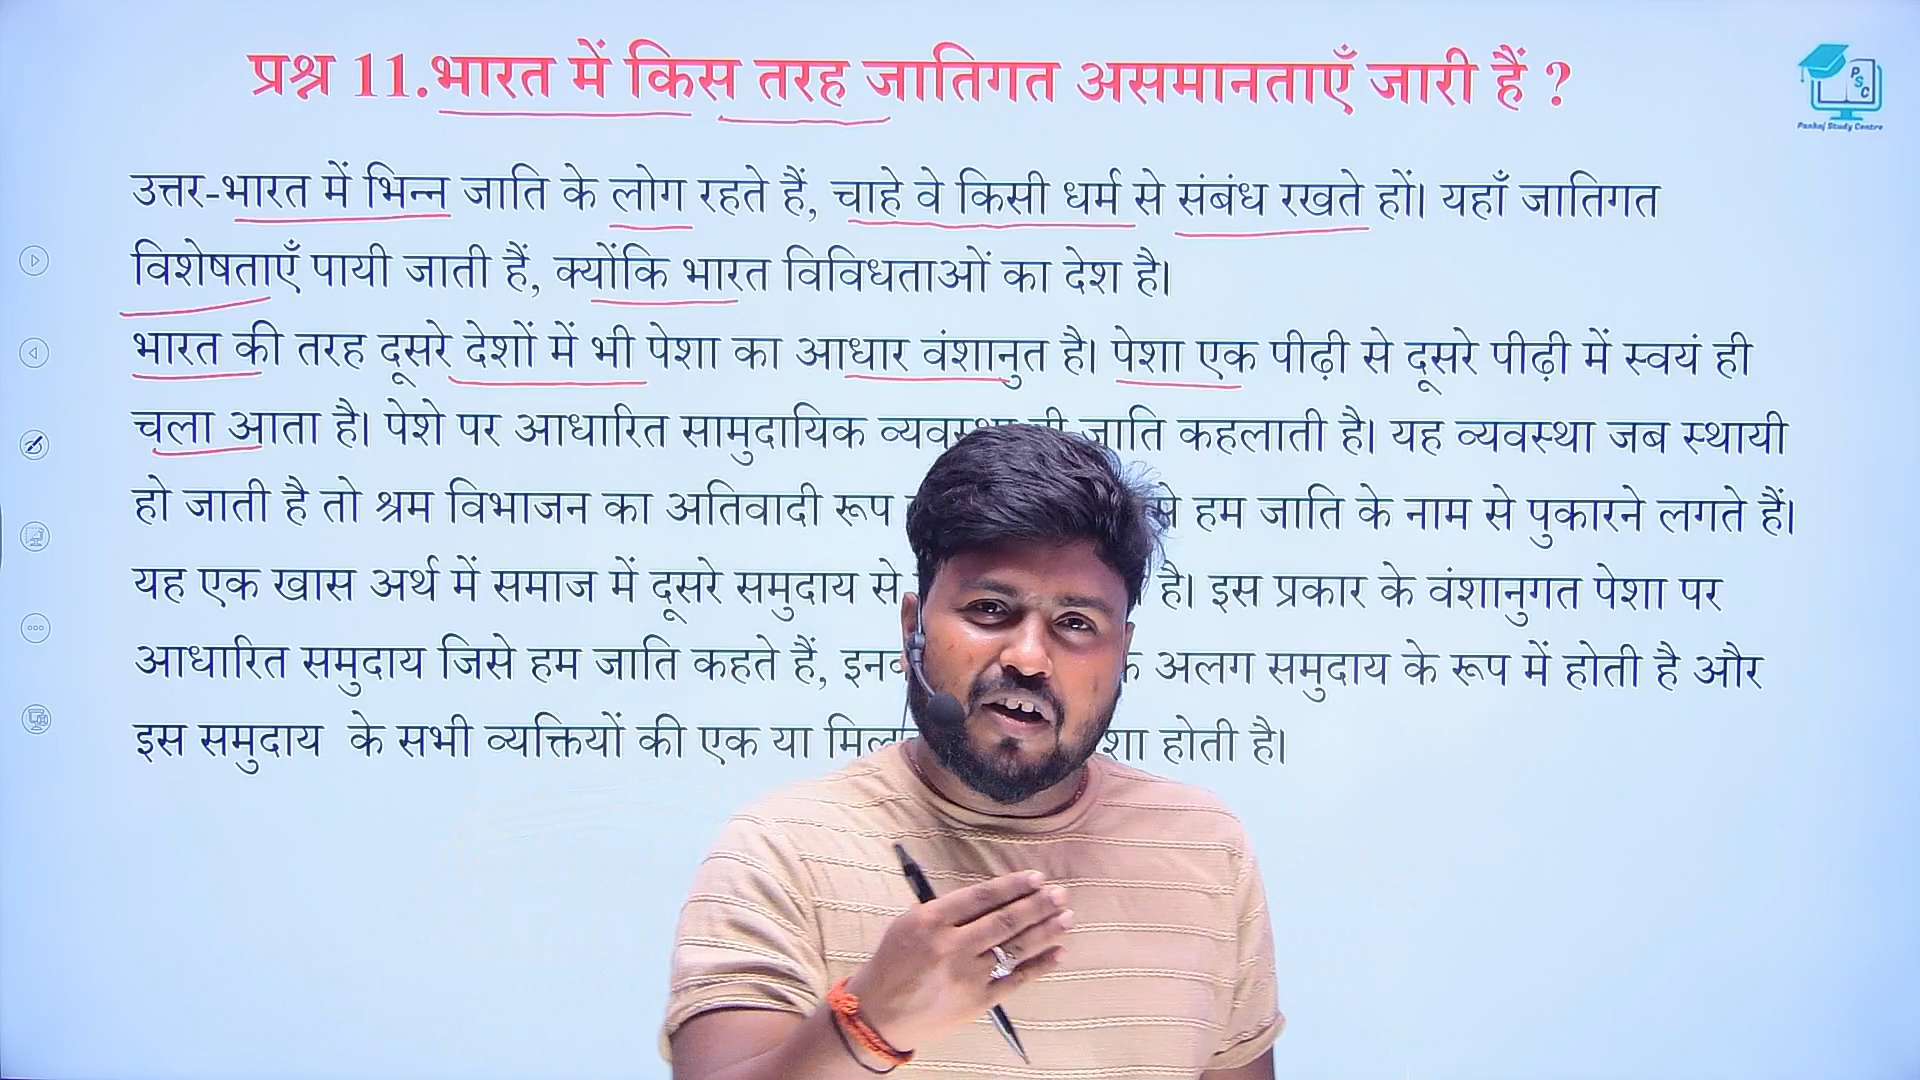 प्रश्न 11.भारत में किस तरह जातिगत असमानताएँ जारी हैं ?
P
S
C
Pankaj Study Centre
उत्तर-भारत में भिन्न जाति के लोग रहते हैं, चाहे वे किसी धर्म से संबंध रखते हों। यहाँ जातिगत
विशेषताएँ पायी जाती हैं, क्योंकि भारत विविधताओं का देश है।
भारत की तरह दूसरे देशों में भी पेशा का आधार वंशानुत है। पेशा एक पीढ़ी से दूसरे पीढ़ी में स्वयं ही
चला आता है। पेशे पर आधारित सामुदायिक जाति कहलाती है। यह व्यवस्था जब स्थायी
हो जाती है तो श्रम विभाजन का अतिवादी रूप हम जाति के नाम से पुकारने लगते हैं।
यह एक खास अर्थ में समाज में दूसरे समुदाय से है। इस प्रकार के वंशानुगत पेशा पर
आधारित समुदाय जिसे हम जाति कहते हैं, अलग समुदाय के रूप में होती है और
इस समुदाय के सभी व्यक्तियों की एक या होती है।